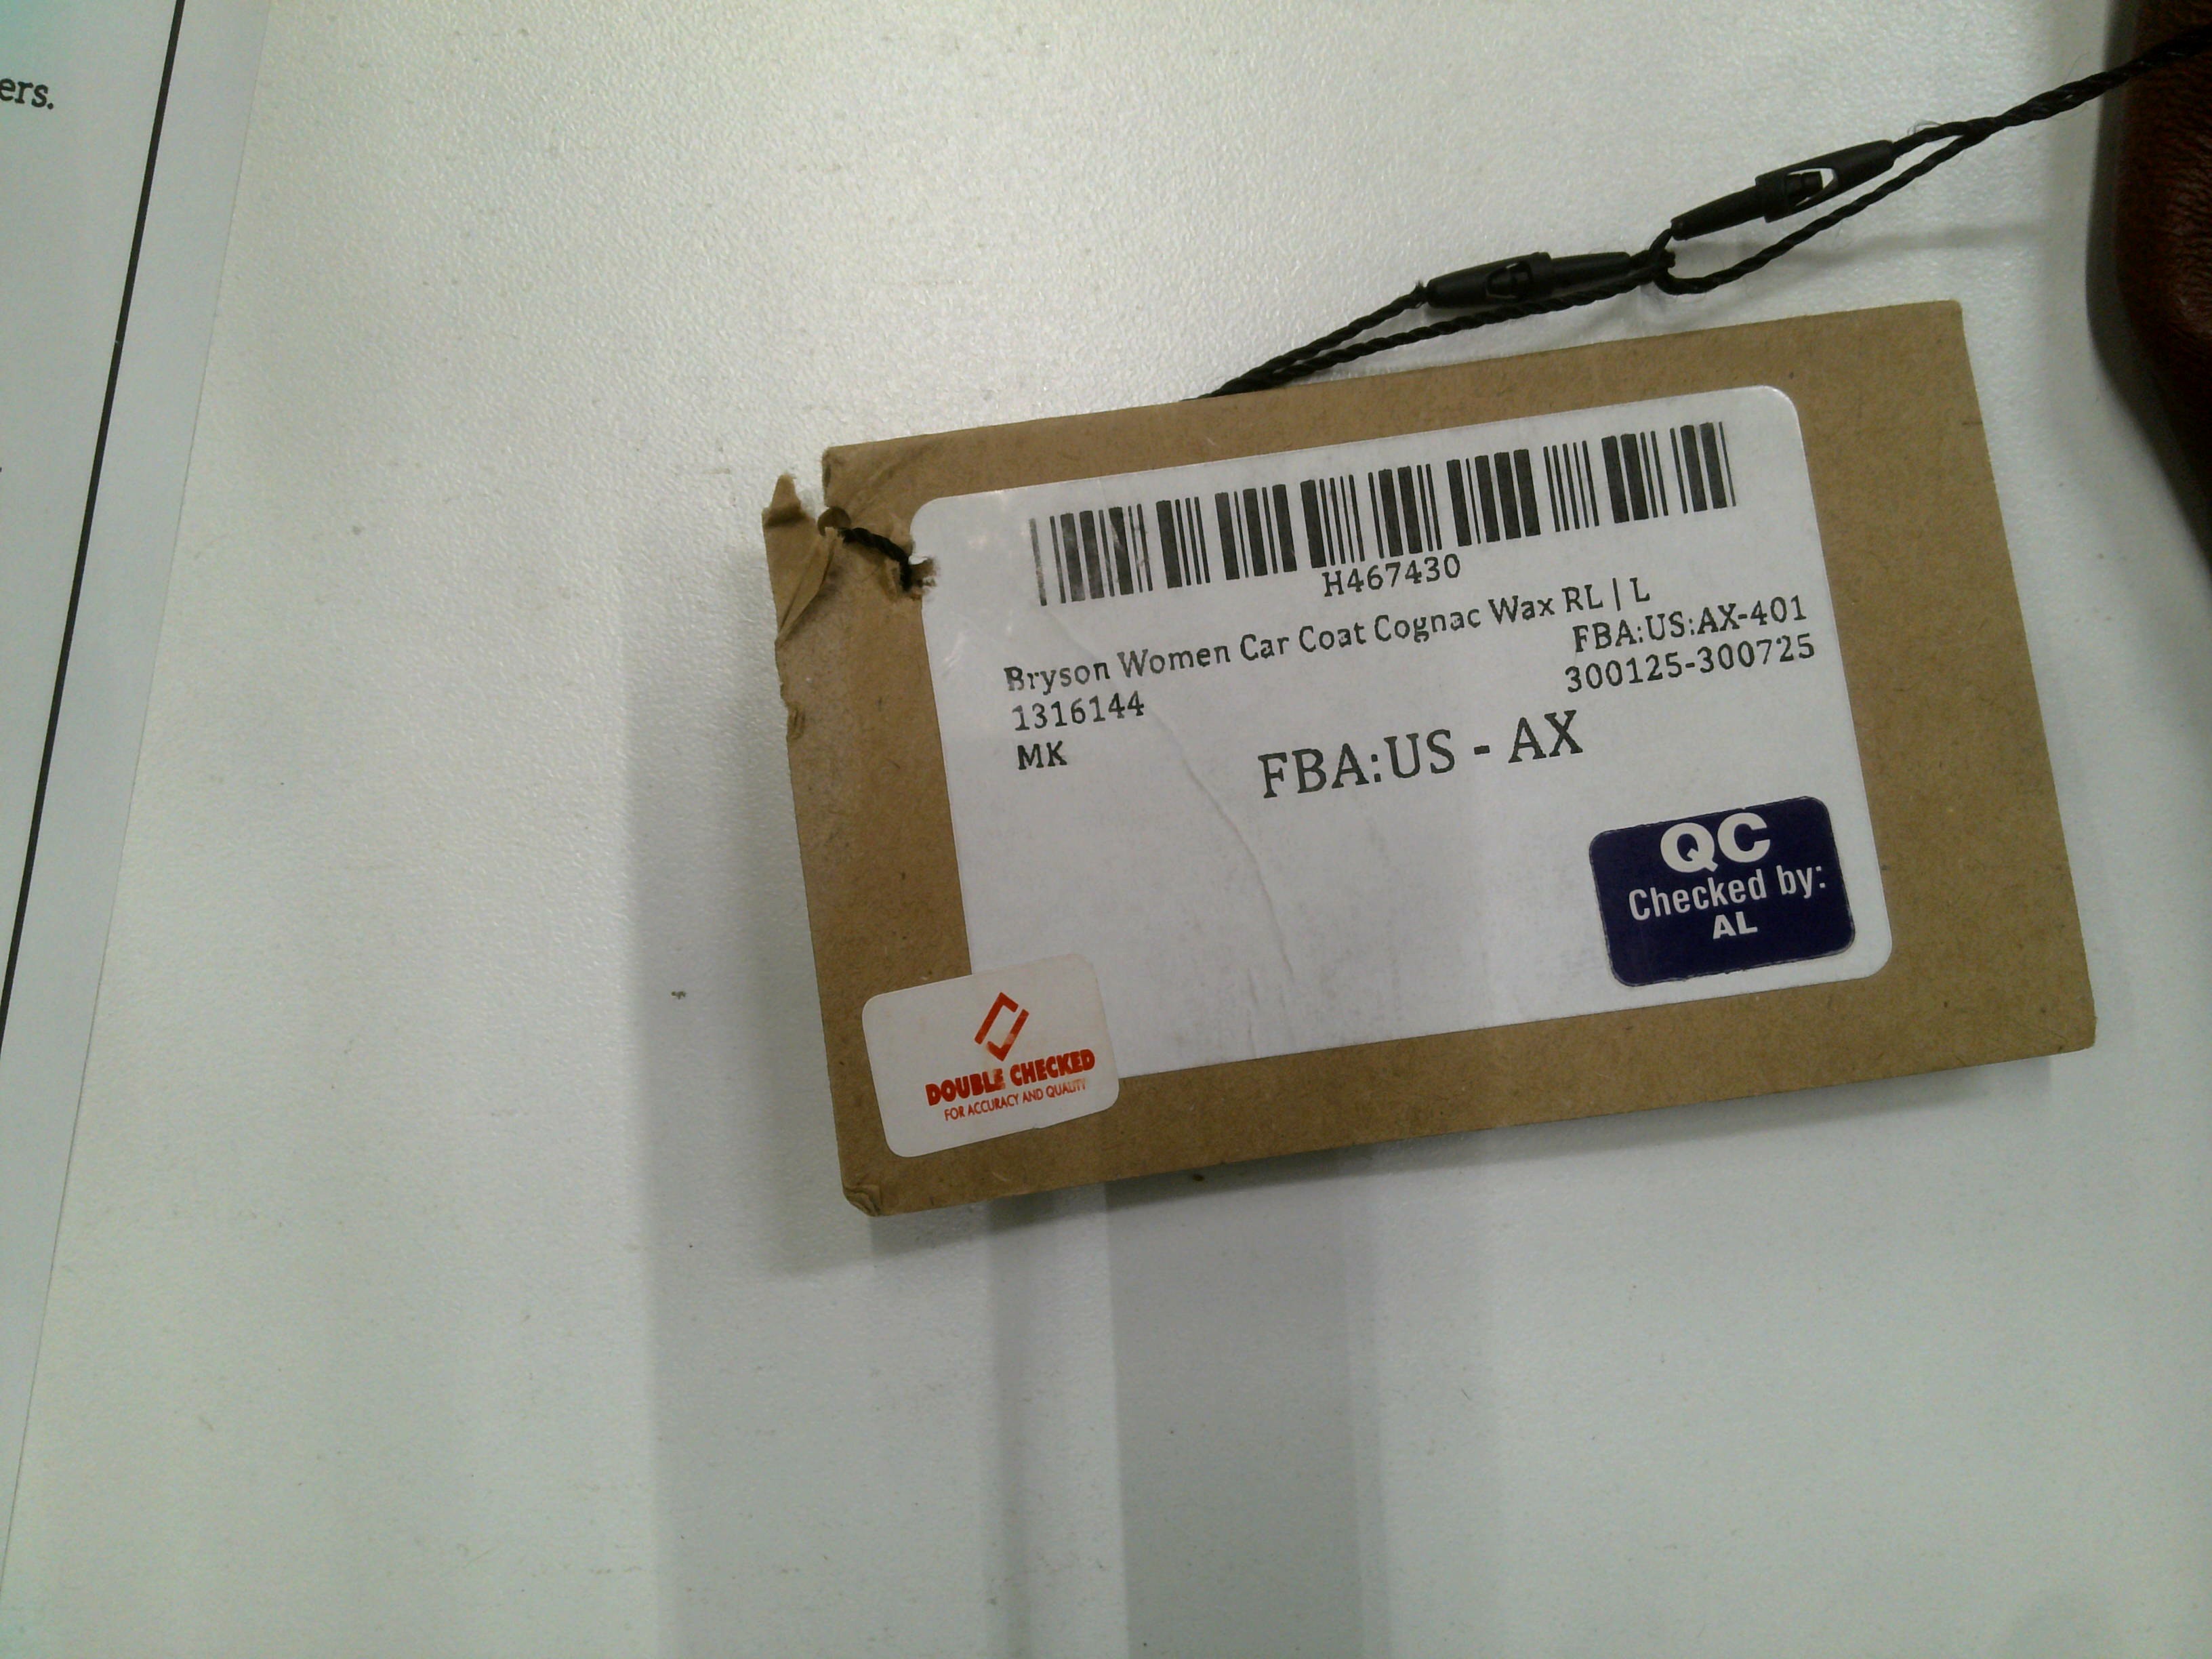 ers.
H467430
Bryson Women Car Coat Cognac Wax RL | L
FBA:US:AX-401
1316144
300125-300725
MK
FBA:US - AX
QC
Checked by:
AL
DOUBLE CHECKED
FOR ACCURACY AND QUALITY